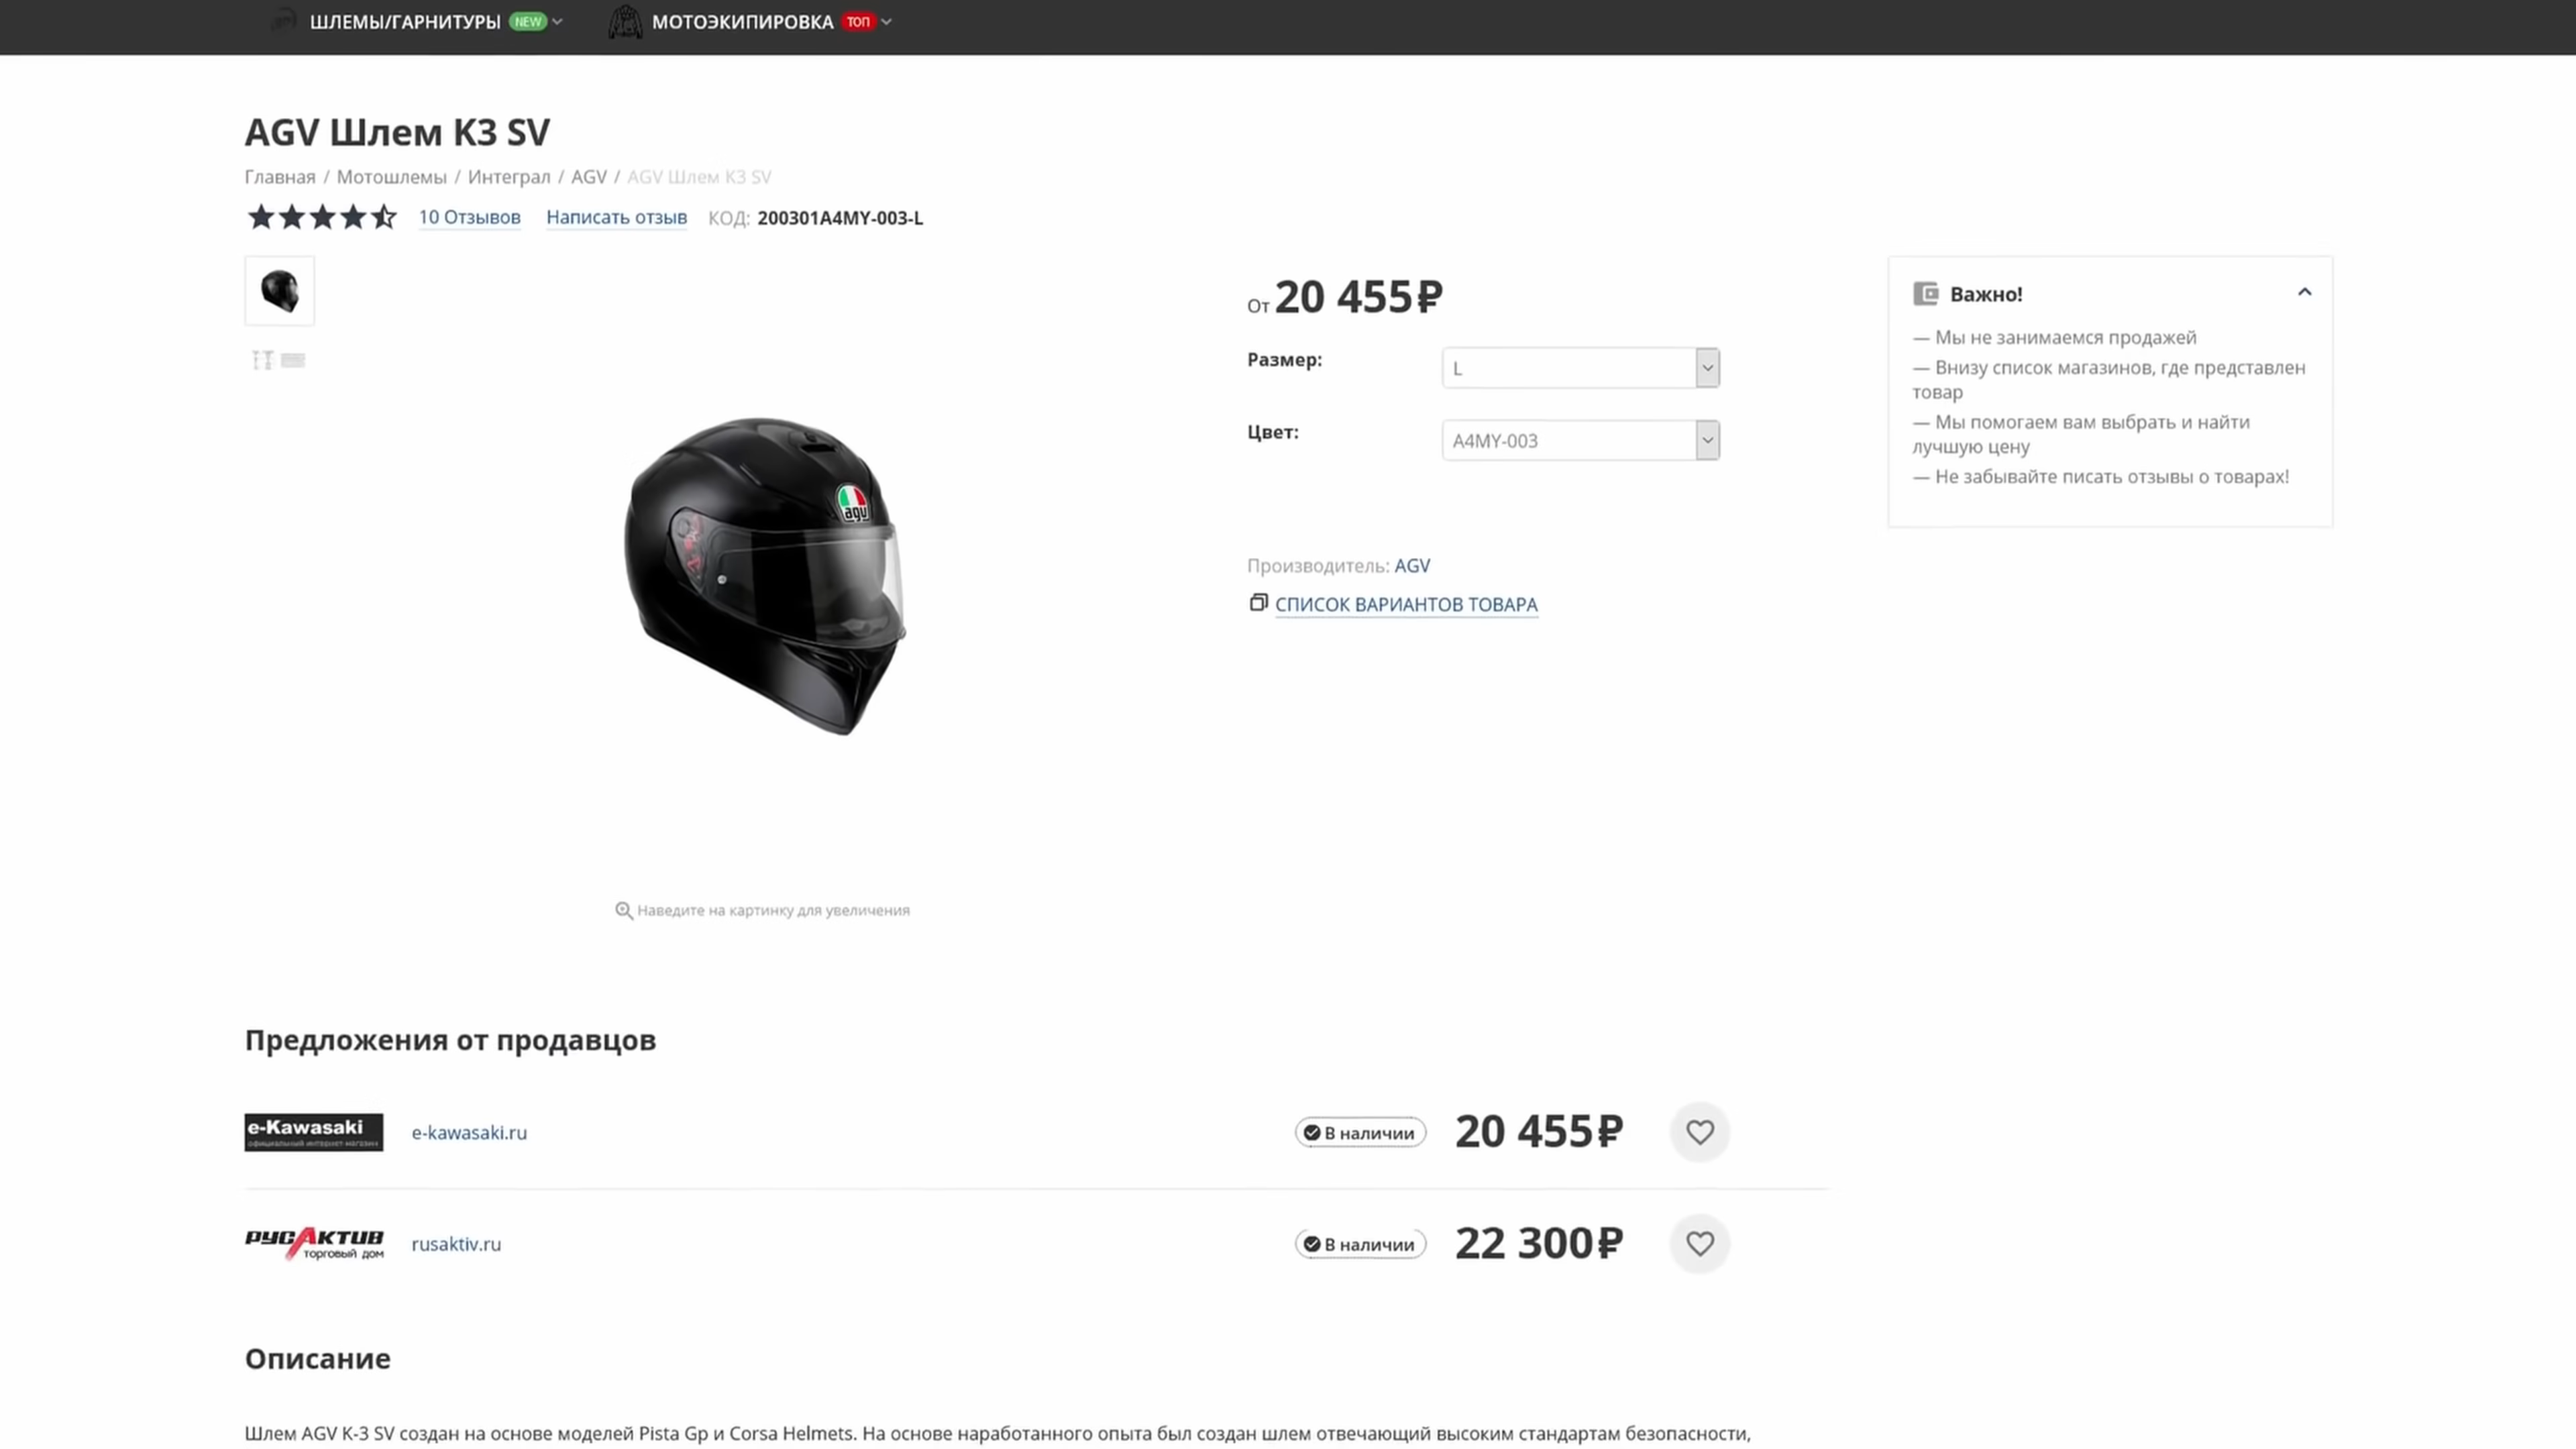 ШЛЕМЫ/ГАРНИТУРЫ NEW МОТОЭКИПИРОВКА ТОП
AGV Шлем K3 SV
Главная / Мотошлемы / Интеграл / AGV / AGV Шлем K3 SV
10 Отзывов Написать отзыв КОД: 200301A4MY-003-L
От 20 455₽
Размер: L
Цвет: A4MY-003
Производитель: AGV
СПИСОК ВАРИАНТОВ ТОВАРА
Важно!
— Мы не занимаемся продажей
— Внизу список магазинов, где представлен
товар
— Мы помогаем вам выбрать и найти
лучшую цену
— Не забывайте писать отзывы о товарах!
agv
Наведите на картинку для увеличения
Предложения от продавцов
e-Kawasaki
официальный интернет-магазин
e-kawasaki.ru В наличии 20 455₽
РУСАКТИВ
торговый дом
rusaktiv.ru В наличии 22 300₽
Описание
Шлем AGV K-3 SV создан на основе моделей Pista Gp и Corsa Helmets. На основе наработанного опыта был создан шлем отвечающий высоким стандартам безопасности,